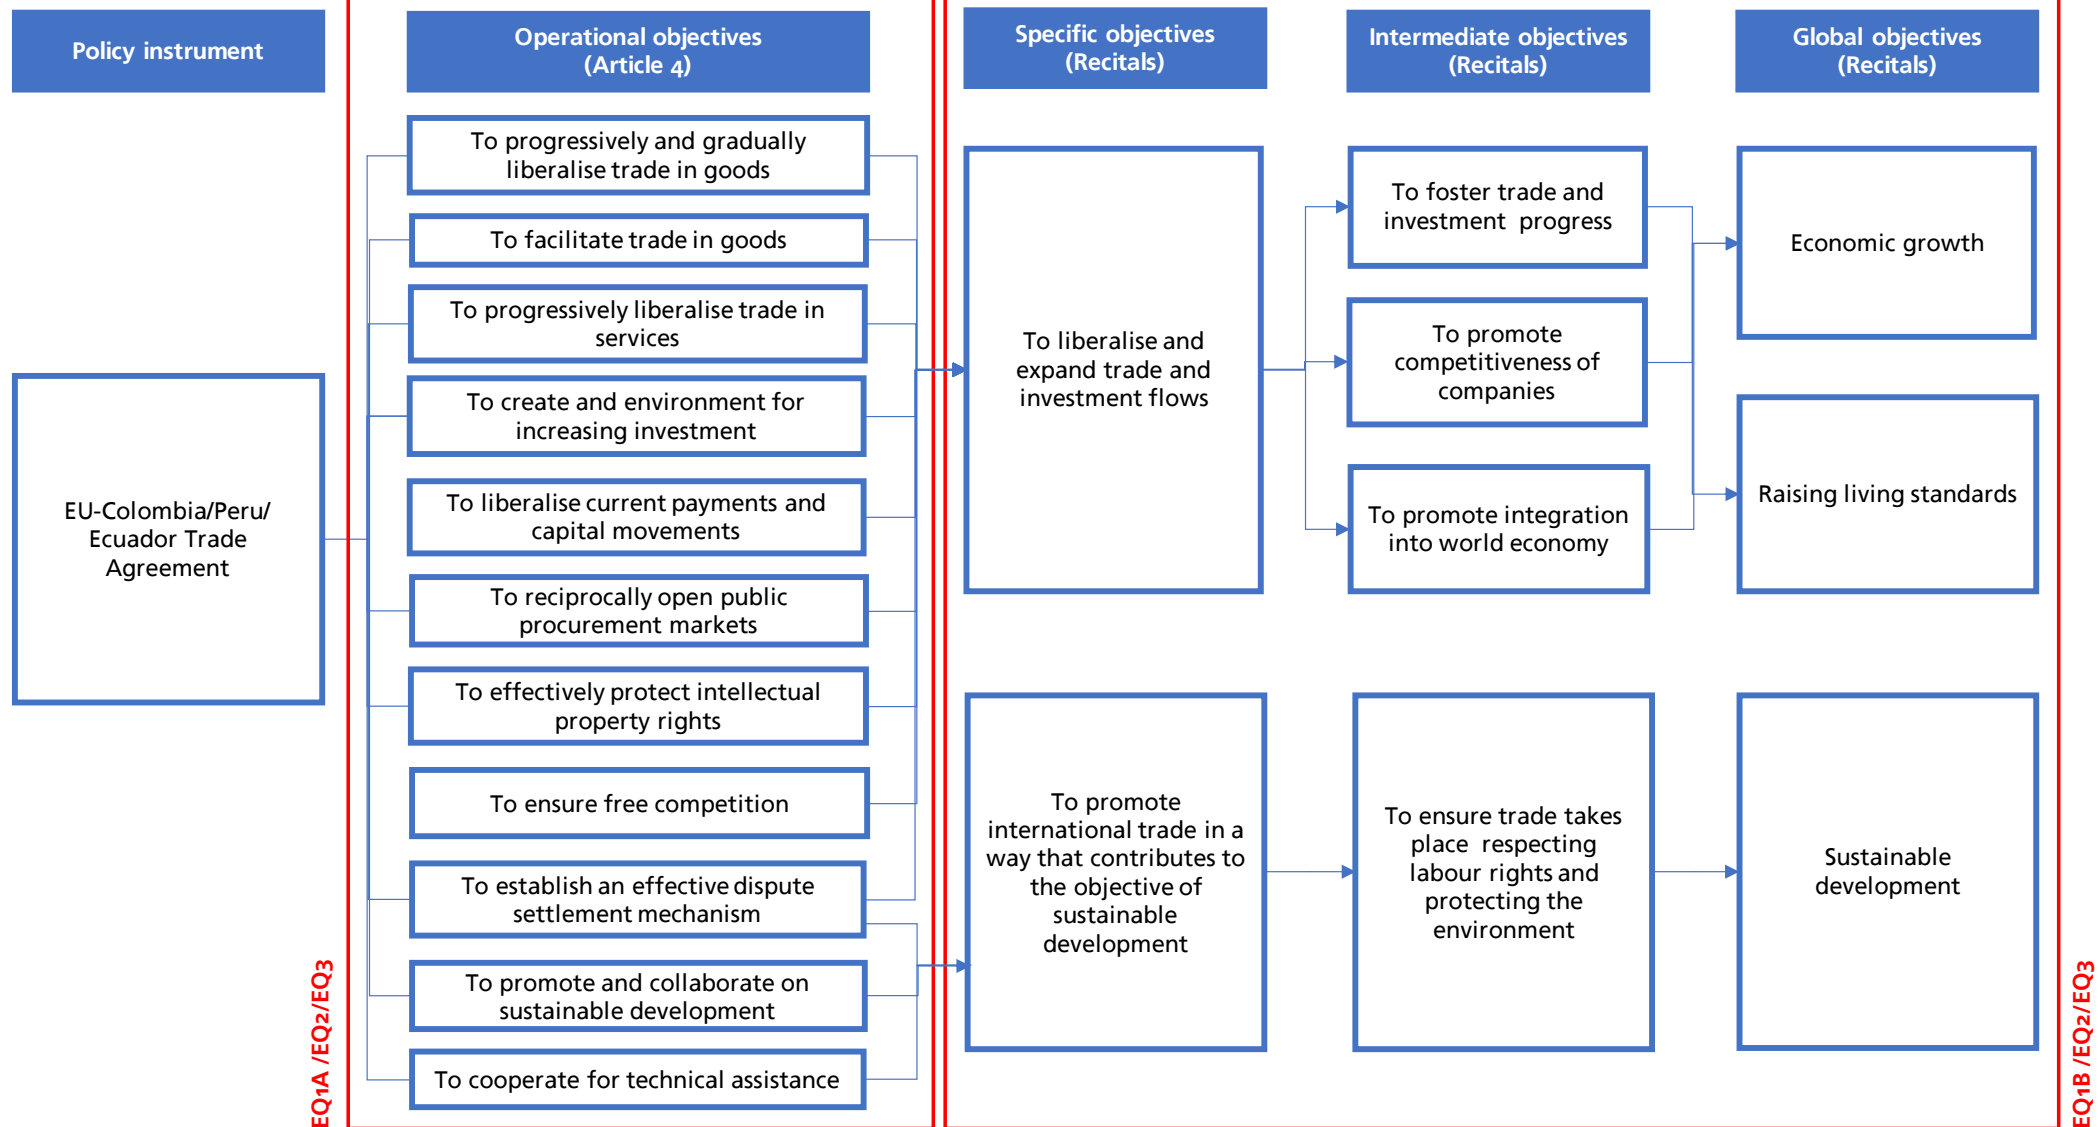 Policy instrument
Operational objectives
(Article 4)
Specific objectives
(Recitals)
Intermediate objectives
(Recitals)
Global objectives
(Recitals)
EU-Colombia/Peru/
Ecuador Trade
Agreement
To progressively and gradually
liberalise trade in goods
To facilitate trade in goods
To progressively liberalise trade in
services
To create and environment for
increasing investment
To liberalise current payments and
capital movements
To reciprocally open public
procurement markets
To effectively protect intellectual
property rights
To ensure free competition
To establish an effective dispute
settlement mechanism
To promote and collaborate on
sustainable development
To cooperate for technical assistance
To liberalise and
expand trade and
investment flows
To promote
international trade in a
way that contributes to
the objective of
sustainable
development
To foster trade and
investment progress
To promote
competitiveness of
companies
To promote integration
into world economy
To ensure trade takes
place respecting
labour rights and
protecting the
environment
Economic growth
Raising living standards
Sustainable
development
EQ1A /EQ2/EQ3
EQ1B /EQ2/EQ3